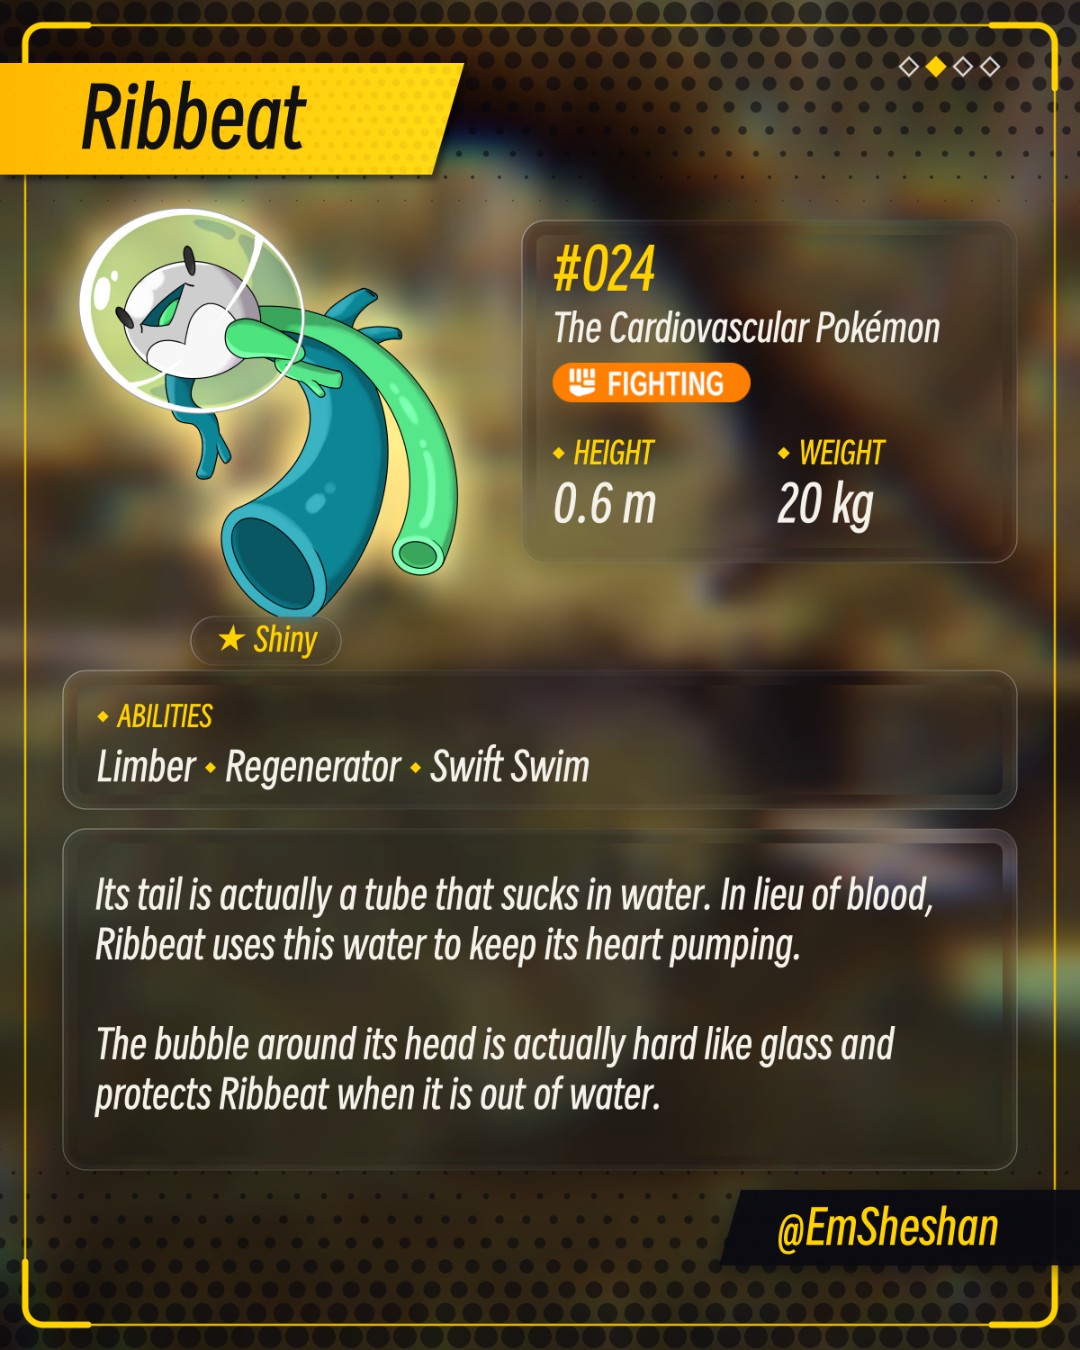 Ribbeat
#024
The Cardiovascular Pokémon
FIGHTING
HEIGHT
WEIGHT
0.6 m
20 kg
★ Shiny
ABILITIES
Limber ⬥ Regenerator ⬥ Swift Swim
Its tail is actually a tube that sucks in water. In lieu of blood,
Ribbeat uses this water to keep its heart pumping.
The bubble around its head is actually hard like glass and
protects Ribbeat when it is out of water.
@EmSheshan